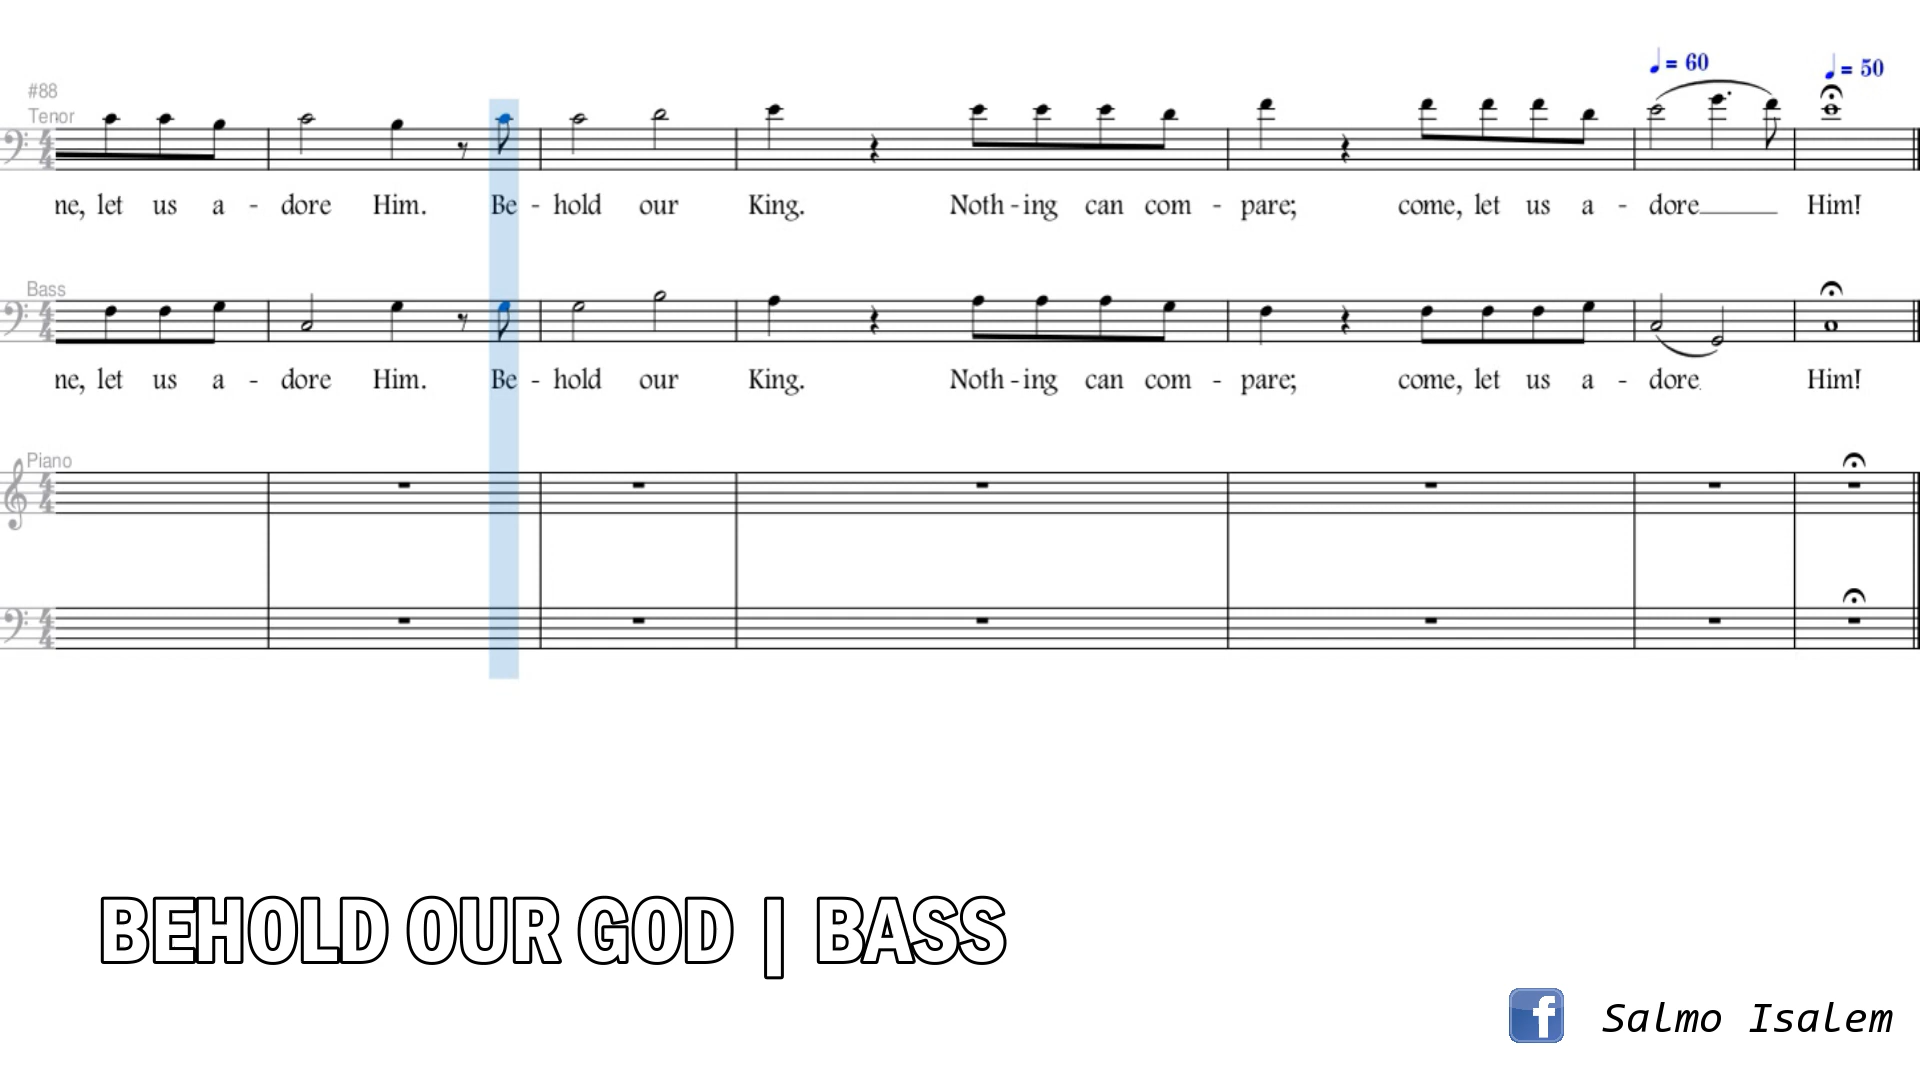 ♩= 60
♩= 50
#88
Tenor
ne, let us a - dore Him. Be - hold our King. Noth - ing can com - pare; come, let us a - dore Him!
Bass
ne, let us a - dore Him. Be - hold our King. Noth - ing can com - pare; come, let us a - dore Him!
Piano
BEHOLD OUR GOD | BASS
f Salmo Isalem